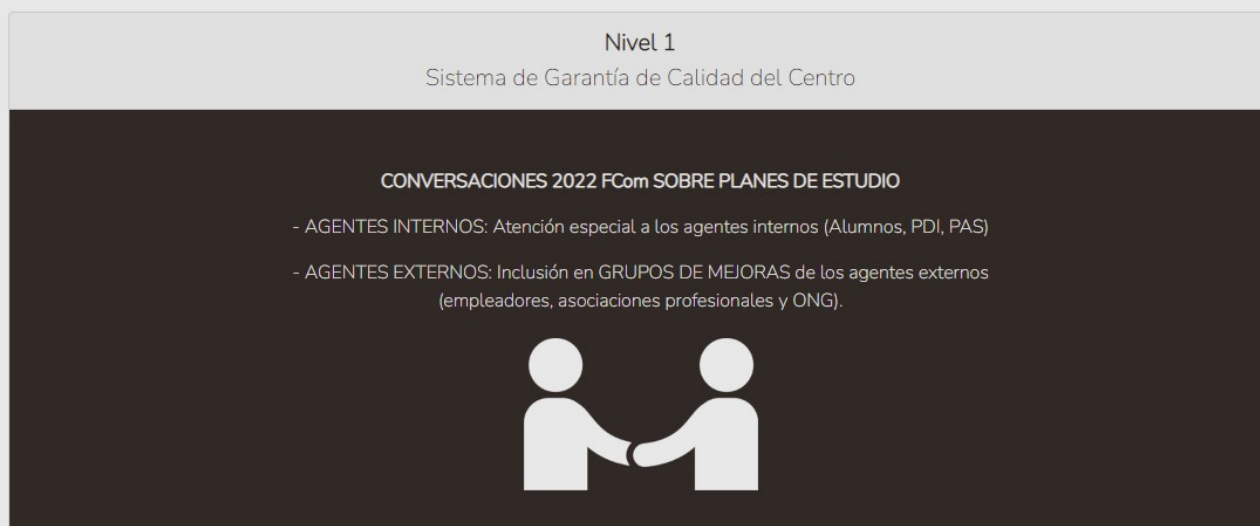 Nivel 1
Sistema de Garantía de Calidad del Centro
CONVERSACIONES 2022 FCom SOBRE PLANES DE ESTUDIO
- AGENTES INTERNOS: Atención especial a los agentes internos (Alumnos, PDI, PAS)
- AGENTES EXTERNOS: Inclusión en GRUPOS DE MEJORAS de los agentes externos
(empleadores, asociaciones profesionales y ONG).